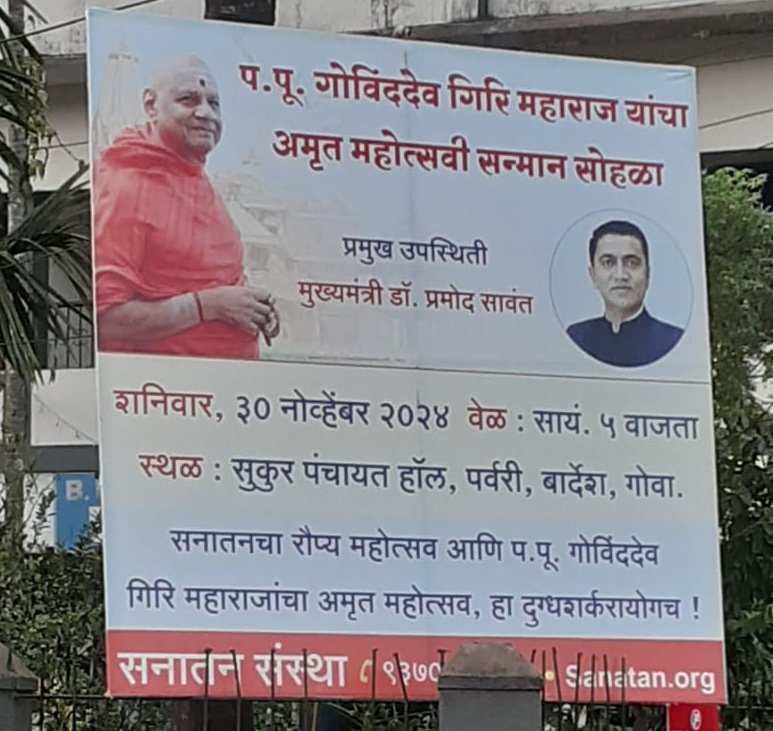 प.पू. गोविंददेव गिरि महाराज यांचा
अमृत महोत्सवी सन्मान सोहळा
प्रमुख उपस्थिती
मुख्यमंत्री डॉ. प्रमोद सावंत
शनिवार, ३० नोव्हेंबर २०२४ वेळ : सायं. ५ वाजता
स्थळ : सुकुर पंचायत हॉल, पर्वरी, बार्देश, गोवा.
सनातनचा रौप्य महोत्सव आणि प.पू. गोविंददेव
गिरि महाराजांचा अमृत महोत्सव, हा दुग्धशर्करायोगच !
सनातन संस्था ९३७० • Sanatan.org
B.